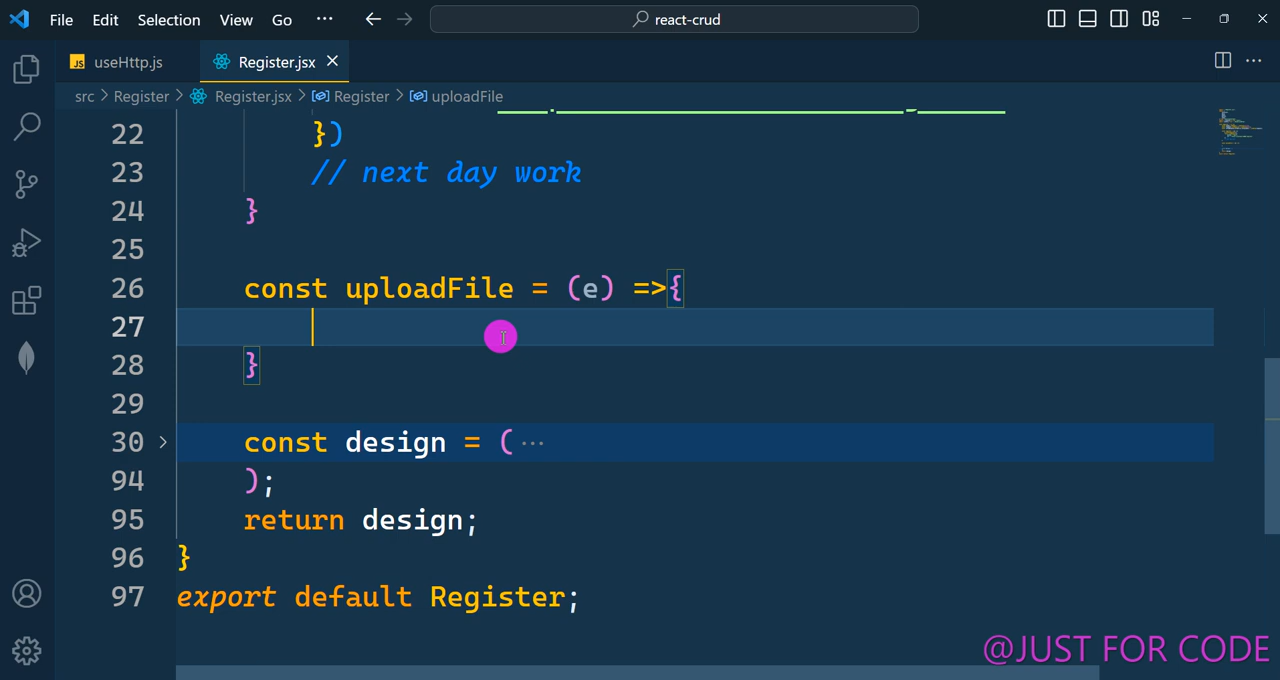 File Edit Selection View Go ··· react-crud
JS useHttp.js Register.jsx
src > Register > Register.jsx > Register > uploadFile
22 })
23 // next day work
24 }
25
26 const uploadFile = (e) =>{
27
28 }
29
30 const design = (···
94 );
95 return design;
96 }
97 export default Register;
@JUST FOR CODE